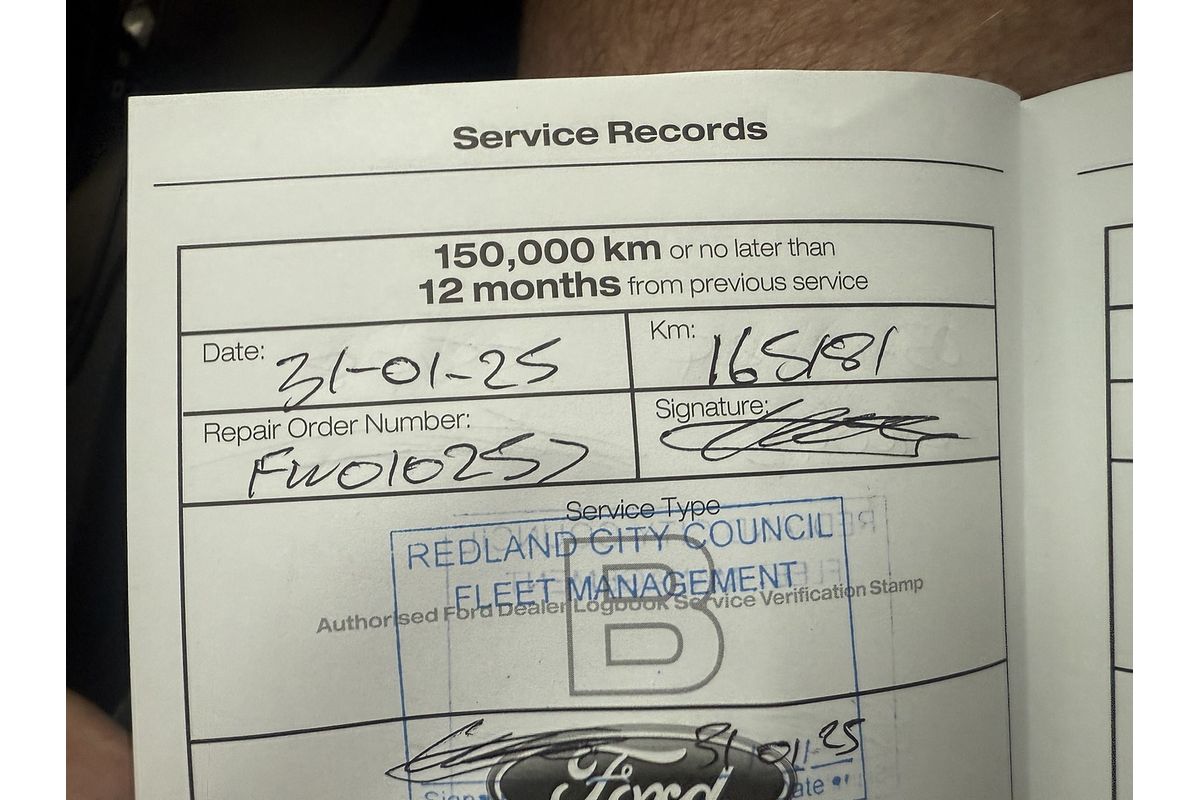 Service Records
150,000 km or no later than
12 months from previous service
Date: 31-01-25
Km: 165181
Repair Order Number: FW010257
Signature:
Service Type
REDLAND CITY COUNCIL
FLEET MANAGEMENT
Authorised Ford Dealer Logbook Service Verification Stamp
B
31-01-25
Ford